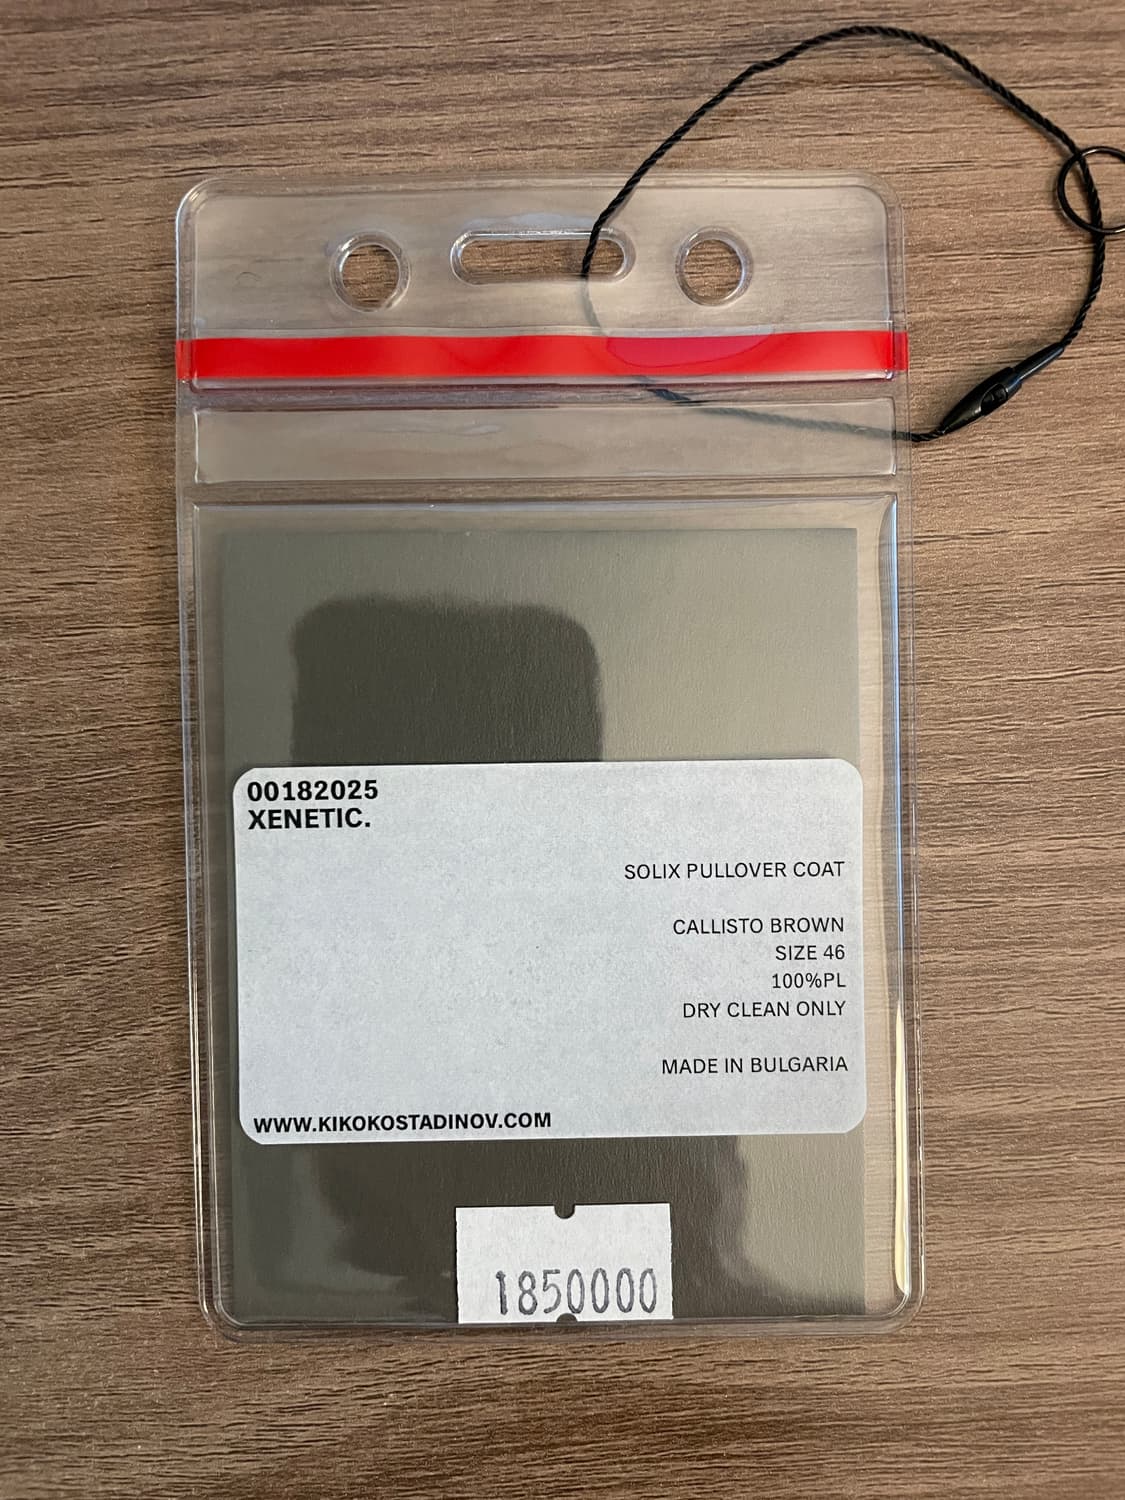 00182025
XENETIC.
SOLIX PULLOVER COAT
CALLISTO BROWN
SIZE 46
100%PL
DRY CLEAN ONLY
MADE IN BULGARIA
WWW.KIKOKOSTADINOV.COM
1850000